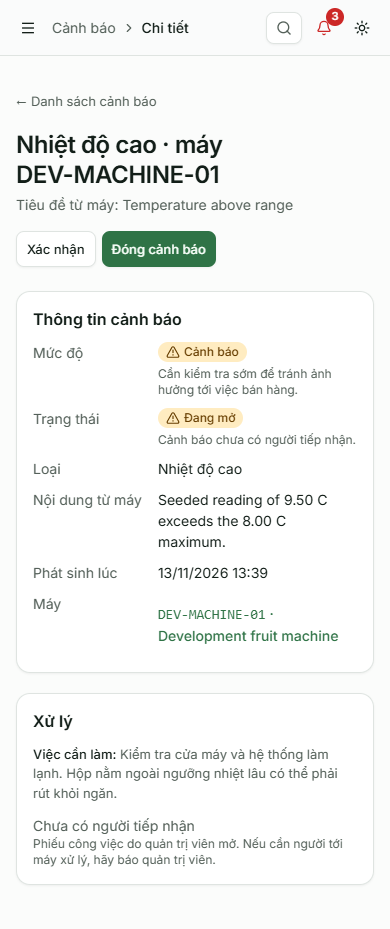 Cảnh báo > Chi tiết
3
← Danh sách cảnh báo
Nhiệt độ cao · máy
DEV-MACHINE-01
Tiêu đề từ máy: Temperature above range
Xác nhận
Đóng cảnh báo
Thông tin cảnh báo
Mức độ
Cảnh báo
Cần kiểm tra sớm để tránh ảnh
hưởng tới việc bán hàng.
Trạng thái
Đang mở
Cảnh báo chưa có người tiếp nhận.
Loại
Nhiệt độ cao
Nội dung từ máy
Seeded reading of 9.50 C
exceeds the 8.00 C
maximum.
Phát sinh lúc
13/11/2026 13:39
Máy
DEV-MACHINE-01 ·
Development fruit machine
Xử lý
Việc cần làm: Kiểm tra cửa máy và hệ thống làm
lạnh. Hộp nằm ngoài ngưỡng nhiệt lâu có thể phải
rút khỏi ngăn.
Chưa có người tiếp nhận
Phiếu công việc do quản trị viên mở. Nếu cần người tới
máy xử lý, hãy báo quản trị viên.